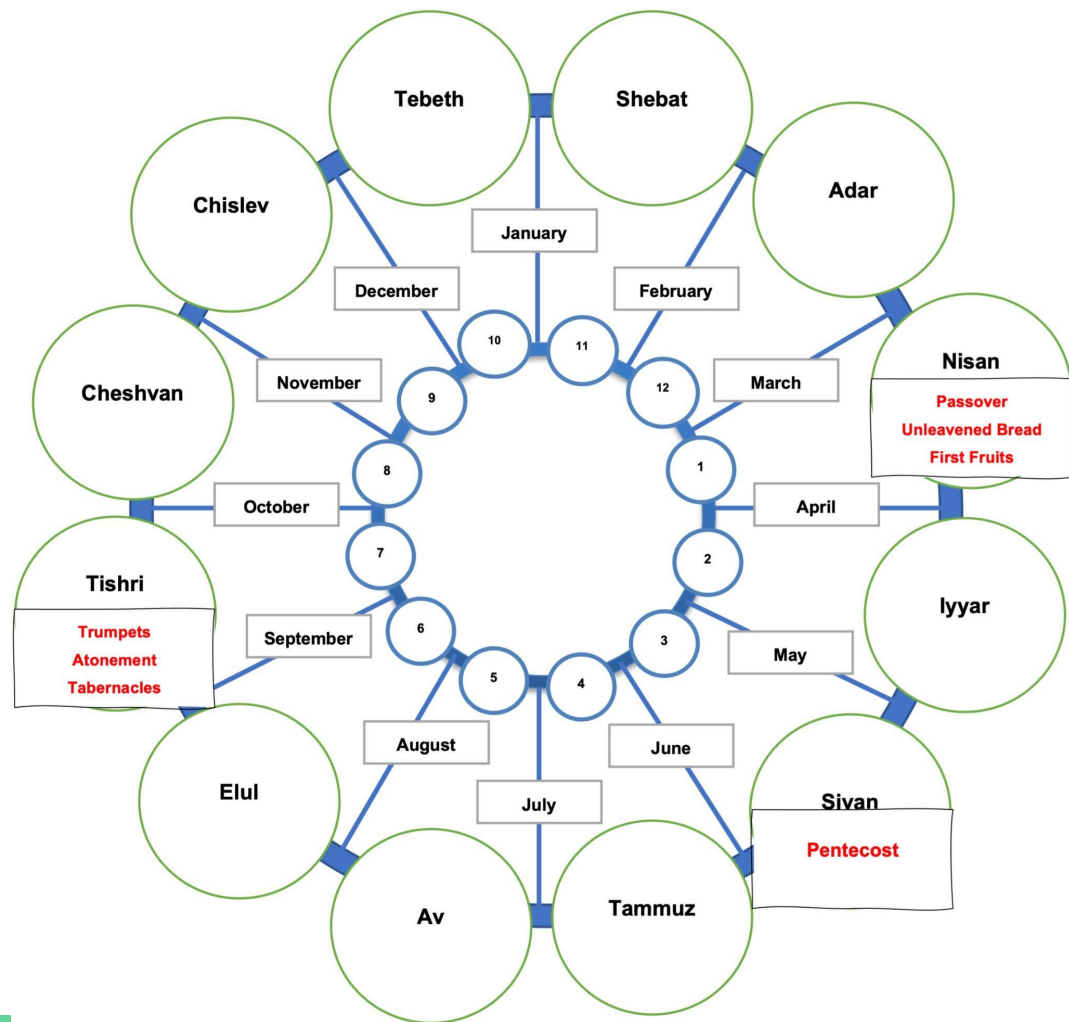 Tebeth
Shebat
Adar
Nisan
Passover
Unleavened Bread
First Fruits
Iyyar
Sivan
Pentecost
Tammuz
Av
Elul
Tishri
Trumpets
Atonement
Tabernacles
Cheshvan
Chislev
January
February
March
April
May
June
July
August
September
October
November
December
11
12
1
2
3
4
5
6
7
8
9
10